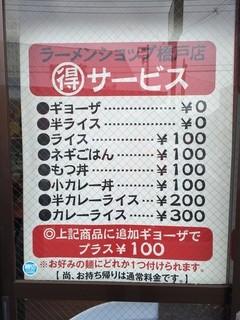 ラーメンショップ橋戸店
得サービス
●ギョーザ……………¥0
●半ライス……………¥0
●ライス………………¥100
●ネギごはん…………¥100
●もつ丼………………¥100
●小カレー丼…………¥100
●半カレーライス……¥200
●カレーライス………¥300
◎上記商品に追加ギョーザで
プラス¥100
※お好みの麺にどれか1つ付けられます。
【尚、お持ち帰りは通常料金です。】